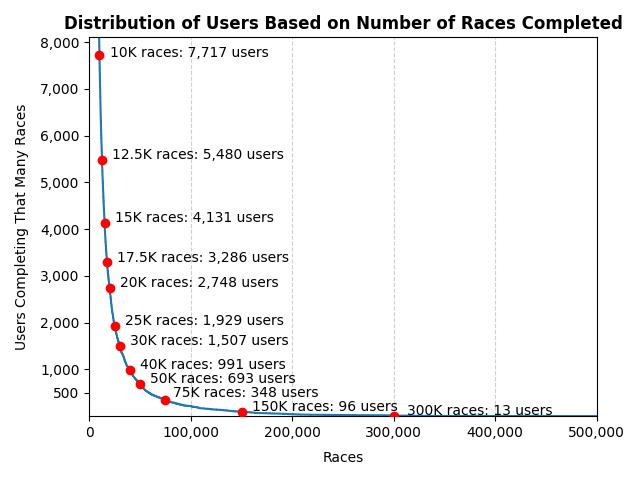 Distribution of Users Based on Number of Races Completed
Users Completing That Many Races
8,000
7,000
6,000
5,000
4,000
3,000
2,000
1,000
500
10K races: 7,717 users
12.5K races: 5,480 users
15K races: 4,131 users
17.5K races: 3,286 users
20K races: 2,748 users
25K races: 1,929 users
30K races: 1,507 users
40K races: 991 users
50K races: 693 users
75K races: 348 users
150K races: 96 users
300K races: 13 users
0
100,000
200,000
300,000
400,000
500,000
Races